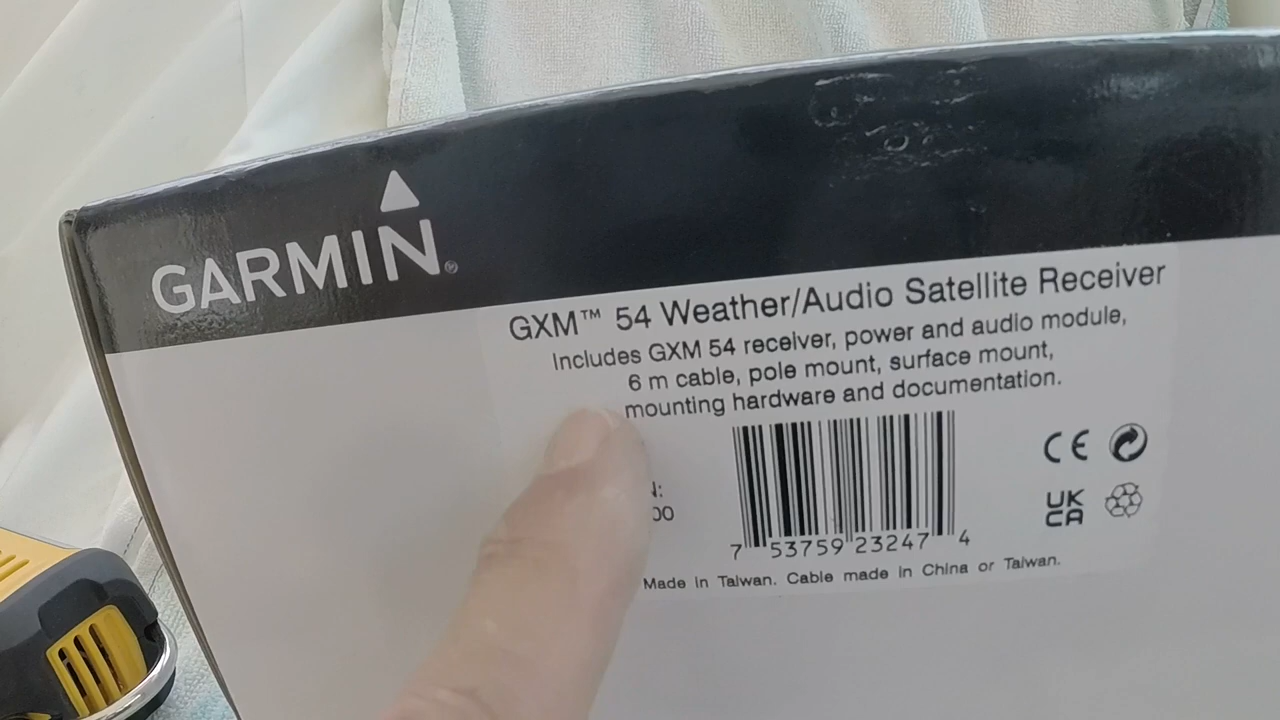 GARMIN®
GXM™ 54 Weather/Audio Satellite Receiver
Includes GXM 54 receiver, power and audio module,
6 m cable, pole mount, surface mount,
mounting hardware and documentation.
N:
00
7 53759 23247 4
CE
UK
CA
Made in Taiwan. Cable made in China or Taiwan.